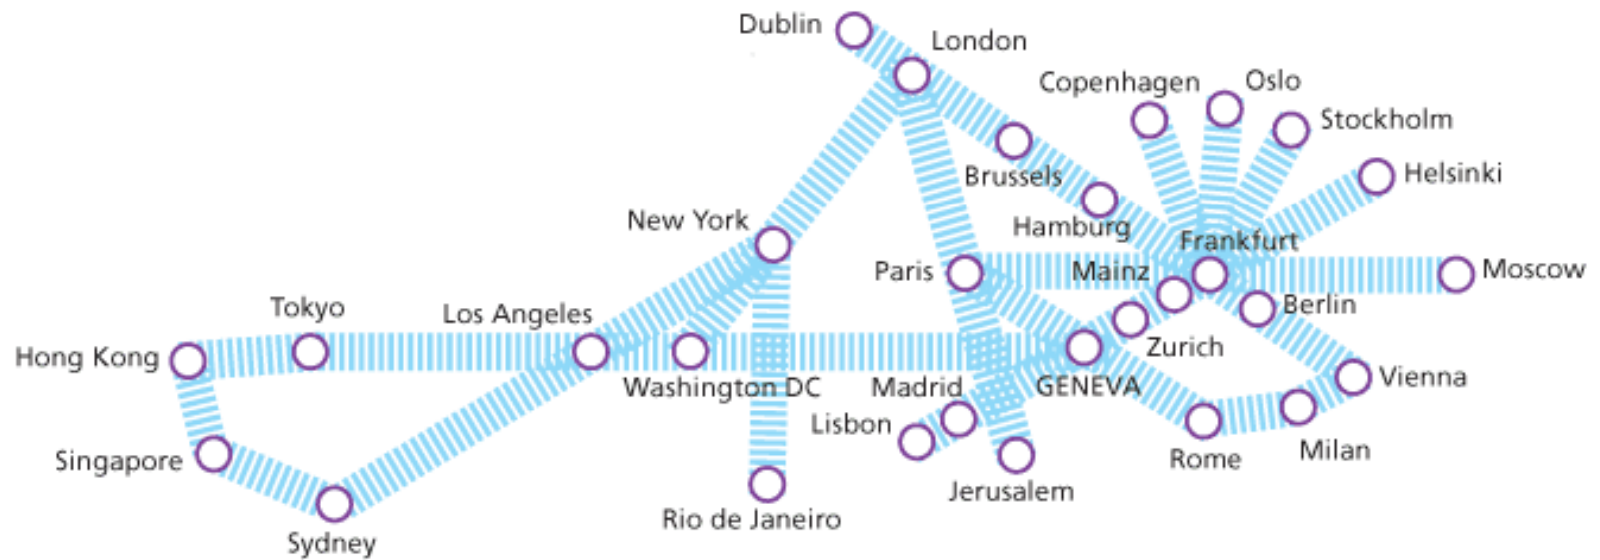 Dublin
London
Copenhagen
Oslo
Stockholm
Brussels
Helsinki
New York
Hamburg
Frankfurt
Paris
Mainz
Moscow
Tokyo
Los Angeles
Berlin
Hong Kong
Zurich
Washington DC
Madrid
GENEVA
Vienna
Lisbon
Singapore
Rome
Milan
Jerusalem
Rio de Janeiro
Sydney